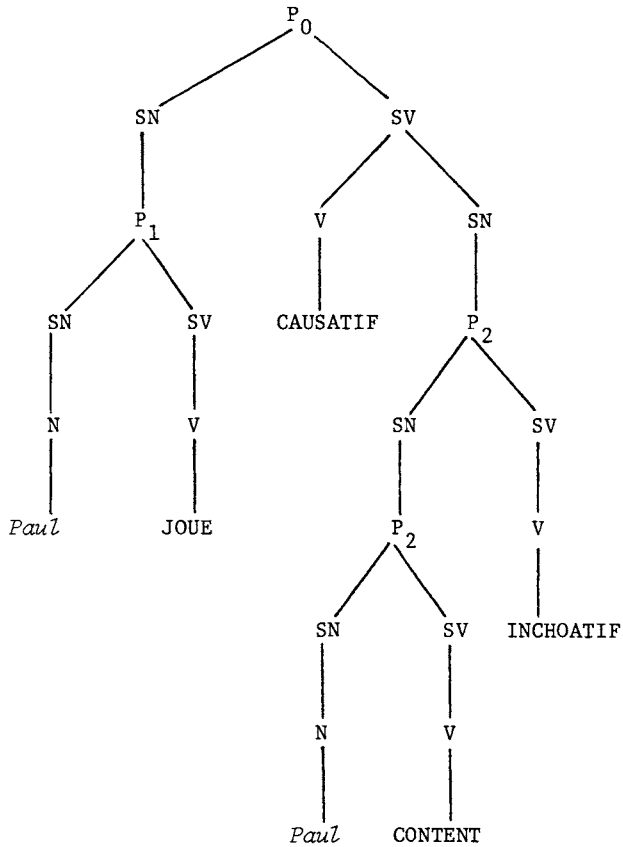 P0
SN SV
P1 V SN
SN SV CAUSATIF P2
N V SN SV
Paul JOUE P2 V
SN SV INCHOATIF
N V
Paul CONTENT